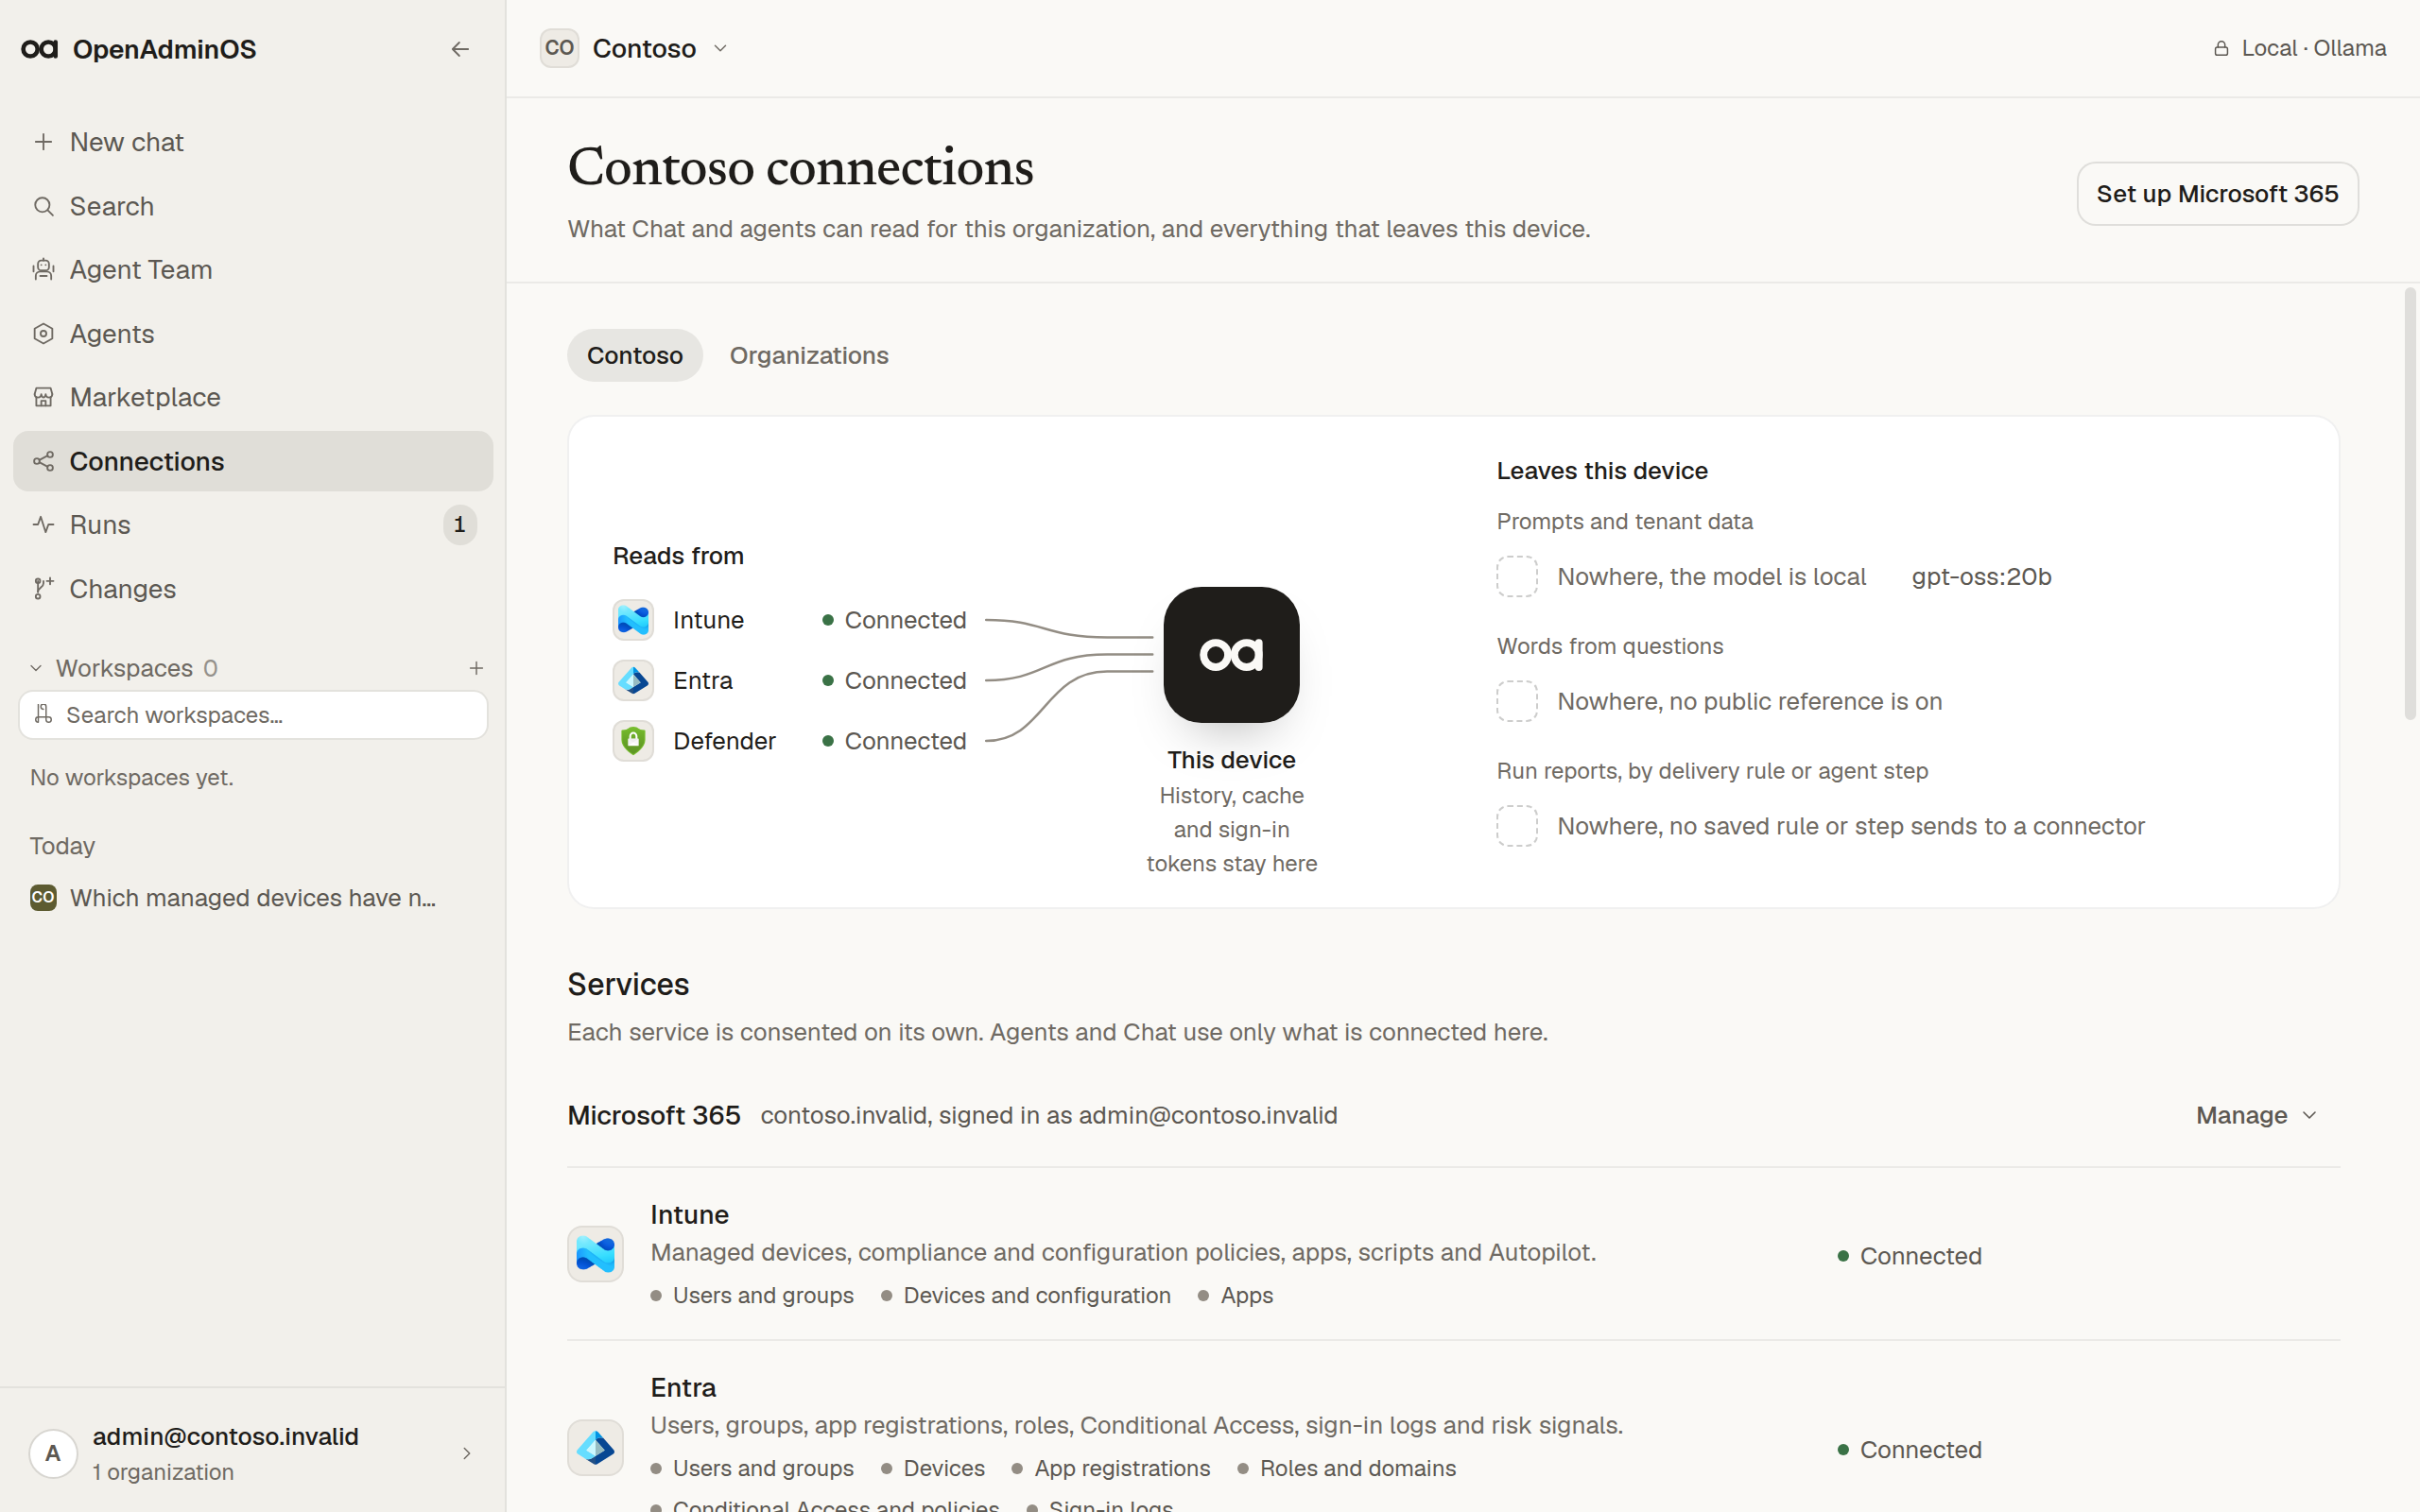 OpenAdminOS
New chat
Search
Agent Team
Agents
Marketplace
Connections
Runs 1
Changes
Workspaces 0
Search workspaces...
No workspaces yet.
Today
CO Which managed devices have n...
A admin@contoso.invalid
1 organization
CO Contoso
Local · Ollama
Contoso connections
What Chat and agents can read for this organization, and everything that leaves this device.
Set up Microsoft 365
Contoso Organizations
Reads from
Intune Connected
Entra Connected
Defender Connected
oa
This device
History, cache
and sign-in
tokens stay here
Leaves this device
Prompts and tenant data
Nowhere, the model is local gpt-oss:20b
Words from questions
Nowhere, no public reference is on
Run reports, by delivery rule or agent step
Nowhere, no saved rule or step sends to a connector
Services
Each service is consented on its own. Agents and Chat use only what is connected here.
Microsoft 365 contoso.invalid, signed in as admin@contoso.invalid Manage
Intune
Managed devices, compliance and configuration policies, apps, scripts and Autopilot.
Users and groups Devices and configuration Apps
Connected
Entra
Users, groups, app registrations, roles, Conditional Access, sign-in logs and risk signals.
Users and groups Devices App registrations Roles and domains
Conditional Access and policies Sign-in logs
Connected